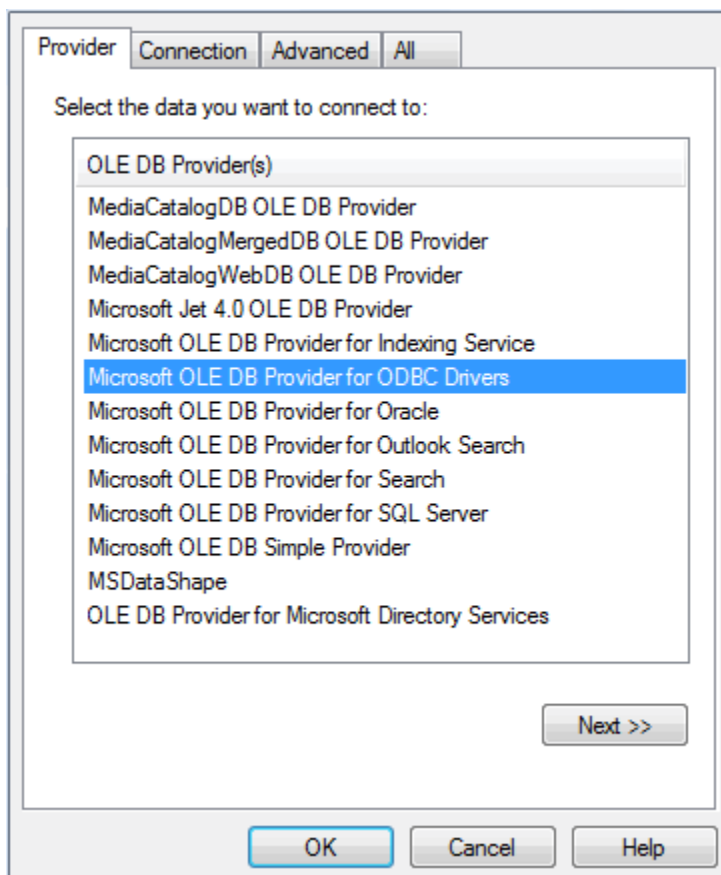 Provider Connection Advanced All
Select the data you want to connect to:
OLE DB Provider(s)
MediaCatalogDB OLE DB Provider
MediaCatalogMergedDB OLE DB Provider
MediaCatalogWebDB OLE DB Provider
Microsoft Jet 4.0 OLE DB Provider
Microsoft OLE DB Provider for Indexing Service
Microsoft OLE DB Provider for ODBC Drivers
Microsoft OLE DB Provider for Oracle
Microsoft OLE DB Provider for Outlook Search
Microsoft OLE DB Provider for Search
Microsoft OLE DB Provider for SQL Server
Microsoft OLE DB Simple Provider
MSDataShape
OLE DB Provider for Microsoft Directory Services
Next >>
OK Cancel Help